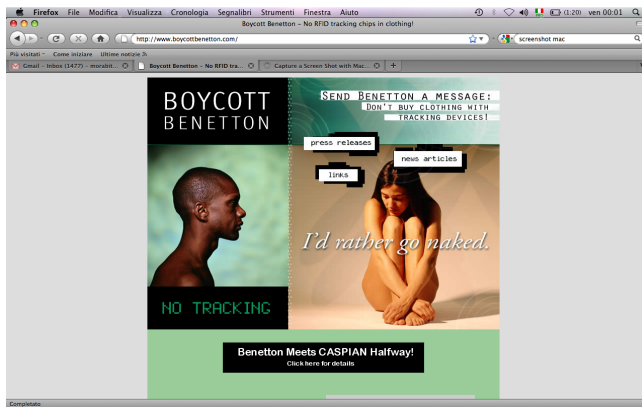 Firefox File Modifica Visualizza Cronologia Segnalibri Strumenti Finestra Aiuto (1:20) ven 00:01
Boycott Benetton – No RFID tracking chips in clothing!
http://www.boycottbenetton.com/
screenshot mac
Più visitati Come iniziare Ultime notizie
Gmail – Inbox (1477) – morabit... Boycott Benetton – No RFID tra... Capture a Screen Shot with Mac...
BOYCOTT
BENETTON
SEND BENETTON A MESSAGE:
DON'T BUY CLOTHING WITH
TRACKING DEVICES!
press releases
news articles
links
I'd rather go naked.
NO TRACKING
Benetton Meets CASPIAN Halfway!
Click here for details
Completato